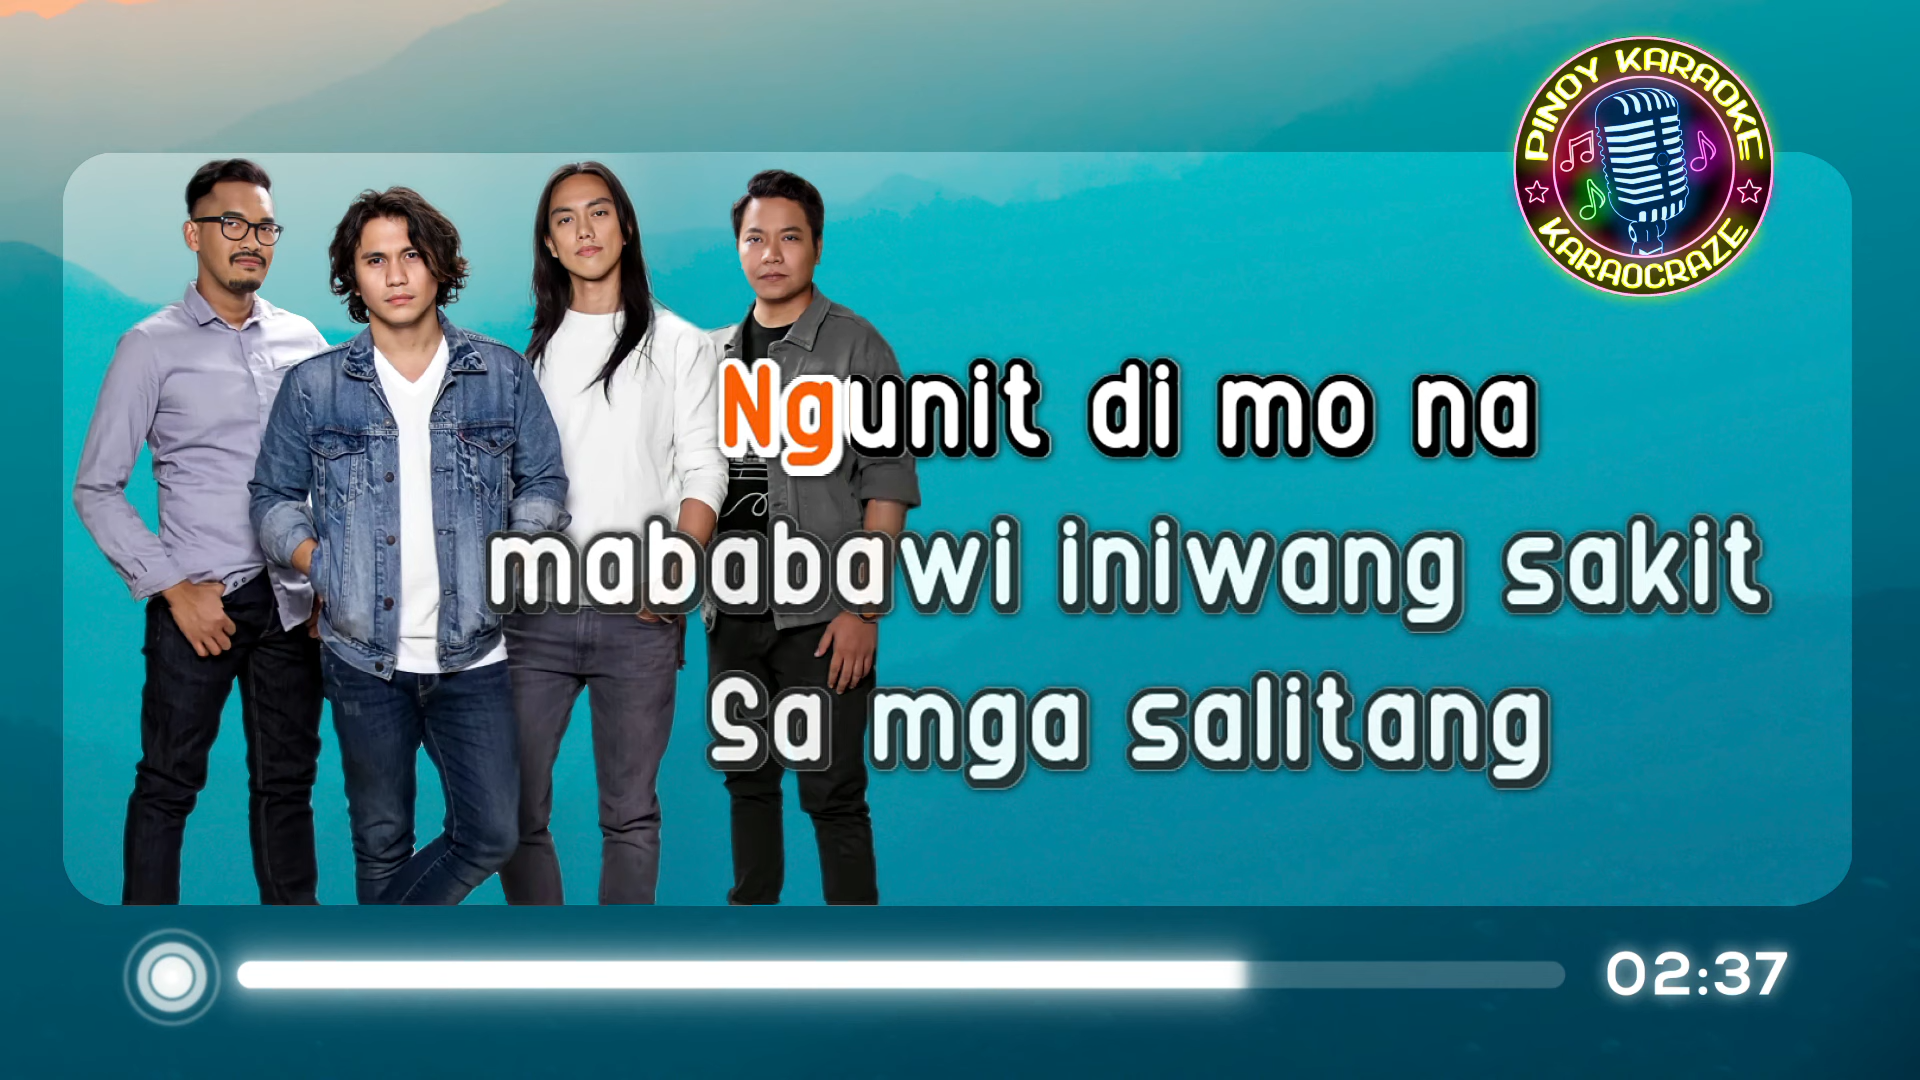 PINOY KARAOKE
KARAOCRAZE
Ngunit di mo na
mababawi iniwang sakit
Sa mga salitang
02:37